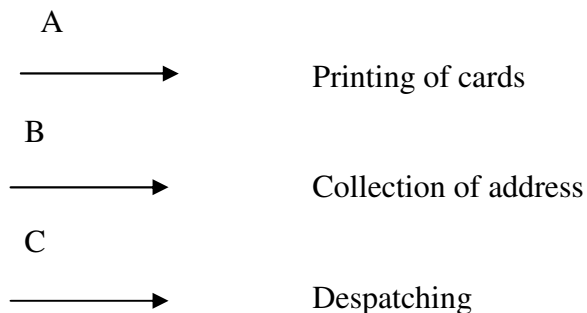 A
Printing of cards
B
Collection of address
C
Despatching